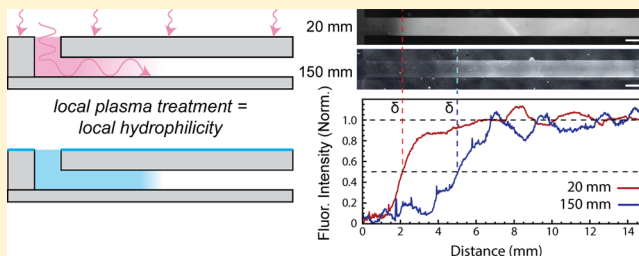 20 mm
150 mm
local plasma treatment =
local hydrophilicity
δ δ
Fluor. Intensity (Norm.)
1.0
0.8
0.6
0.4
0.2
0
20 mm
150 mm
0 2 4 6 8 10 12 14
Distance (mm)